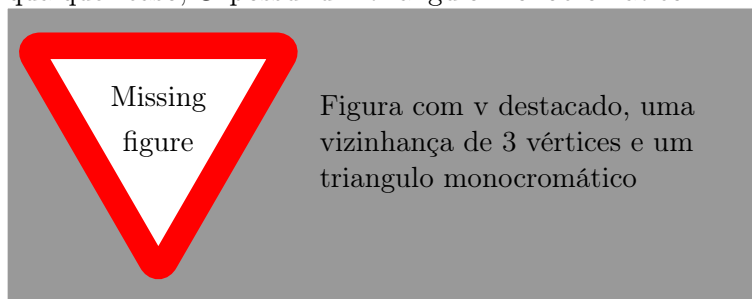 Missing
figure
Figura com v destacado, uma
vizinhança de 3 vértices e um
triangulo monocromático